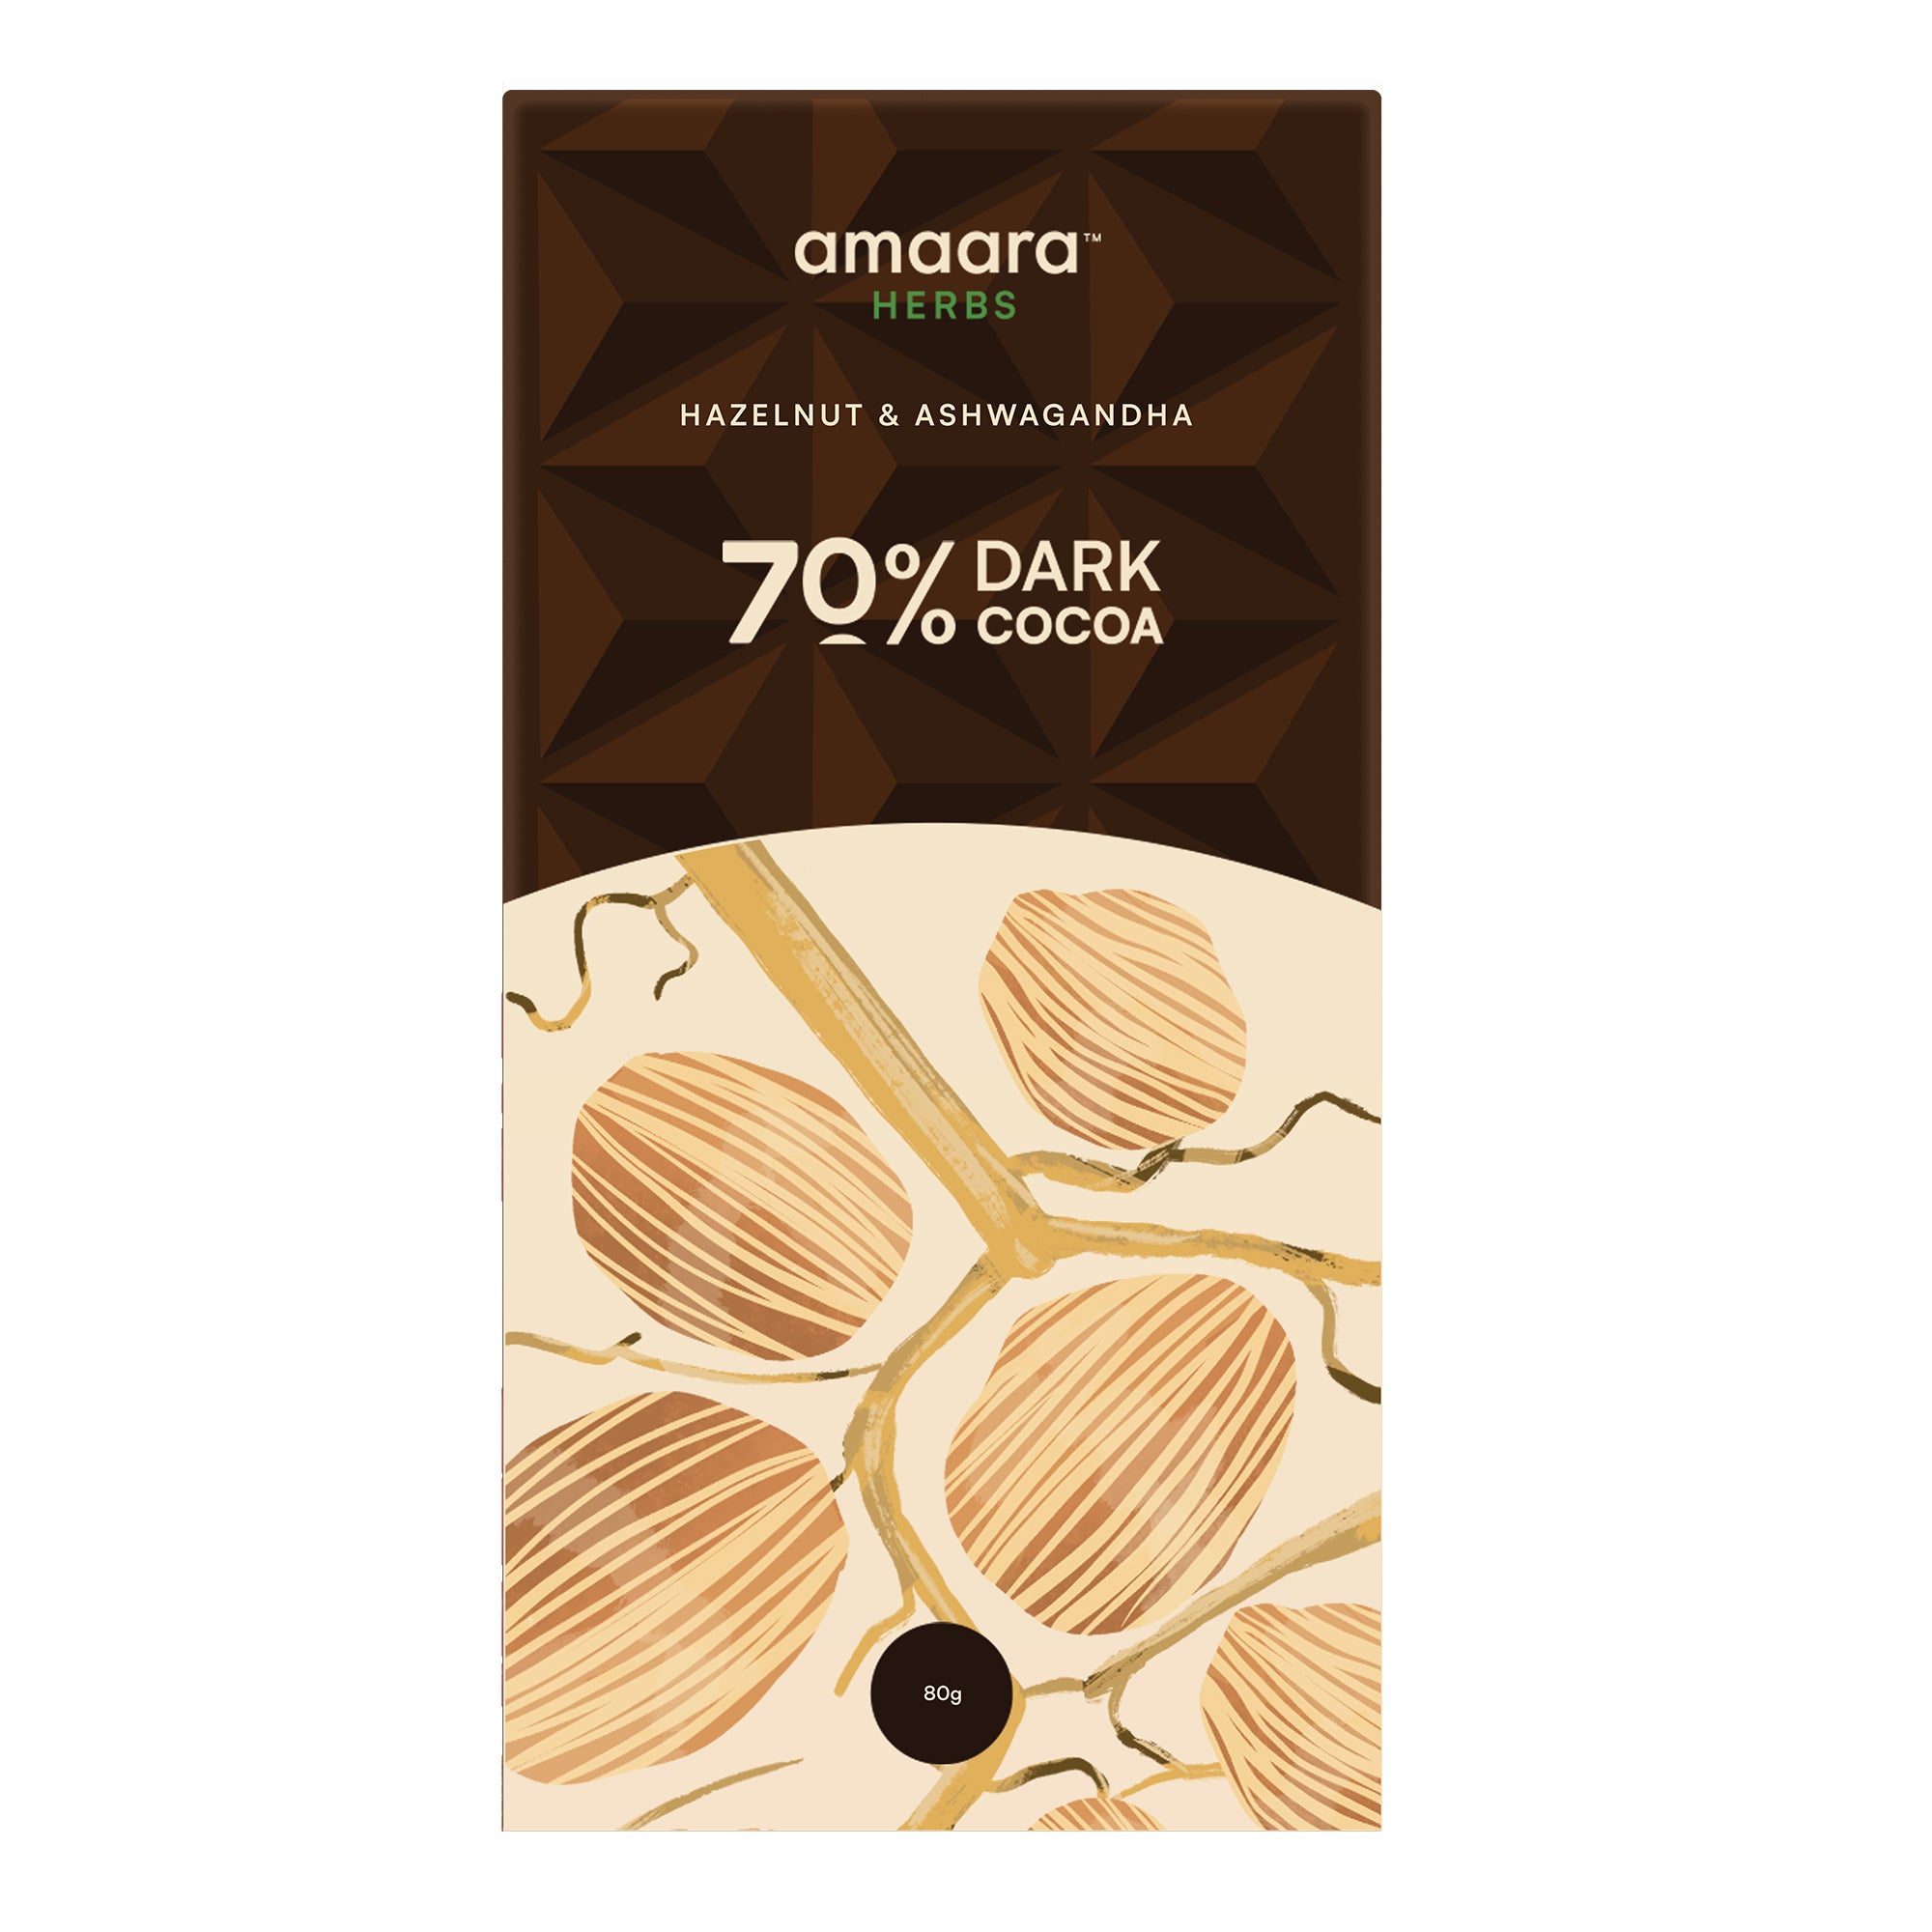 amaara™
HERBS
HAZELNUT & ASHWAGANDHA
70% DARK
COCOA
80g